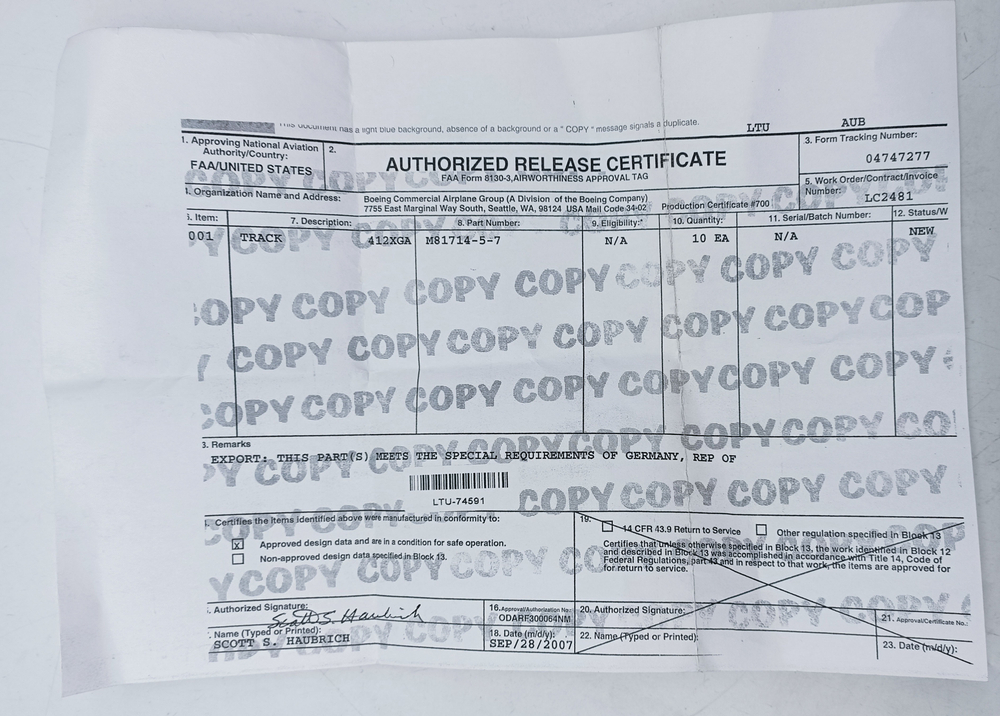 This document has a light blue background, absence of a background or a " COPY " message signals a duplicate.
LTU AUB
1. Approving National Aviation Authority/Country:
FAA/UNITED STATES
2.
AUTHORIZED RELEASE CERTIFICATE
FAA Form 8130-3,AIRWORTHINESS APPROVAL TAG
3. Form Tracking Number:
04747277
Organization Name and Address:
Boeing Commercial Airplane Group (A Division of the Boeing Company)
7755 East Marginal Way South, Seattle, WA, 98124 USA Mail Code 34-02
Production Certificate #700
5. Work Order/Contract/Invoice Number:
LC2481
Item: 7. Description: 8. Part Number: 9. Eligibility:* 10. Quantity: 11. Serial/Batch Number: 12. Status/W
001 TRACK 412XGA M81714-5-7 N/A 10 EA N/A NEW
COPY COPY COPY COPY COPY COPY COPY
COPY COPY COPY COPY COPY COPY COP
COPY COPY COPY COPY COPY COPY COPY
3. Remarks
EXPORT: THIS PART(S) MEETS THE SPECIAL REQUIREMENTS OF GERMANY, REP OF
LTU-74591
COPY COPY COPY COPY
Certifies the items identified above were manufactured in conformity to:
x Approved design data and are in a condition for safe operation.
Non-approved design data specified in Block 13.
19.
14 CFR 43.9 Return to Service
Other regulation specified in Block 13
Certifies that unless otherwise specified in Block 13, the work identified in Block 12
and described in Block 13 was accomplished in accordance with Title 14, Code of
Federal Regulations, part 43 and in respect to that work, the items are approved for
for return to service.
Authorized Signature:
Scott S. Haubrich
16. Approval/Authorization No.:
ODARF300064NM
20. Authorized Signature:
21. Approval/Certificate No.:
Name (Typed or Printed):
SCOTT S. HAUBRICH
18. Date (m/d/y):
SEP/28/2007
22. Name (Typed or Printed):
23. Date (m/d/y):